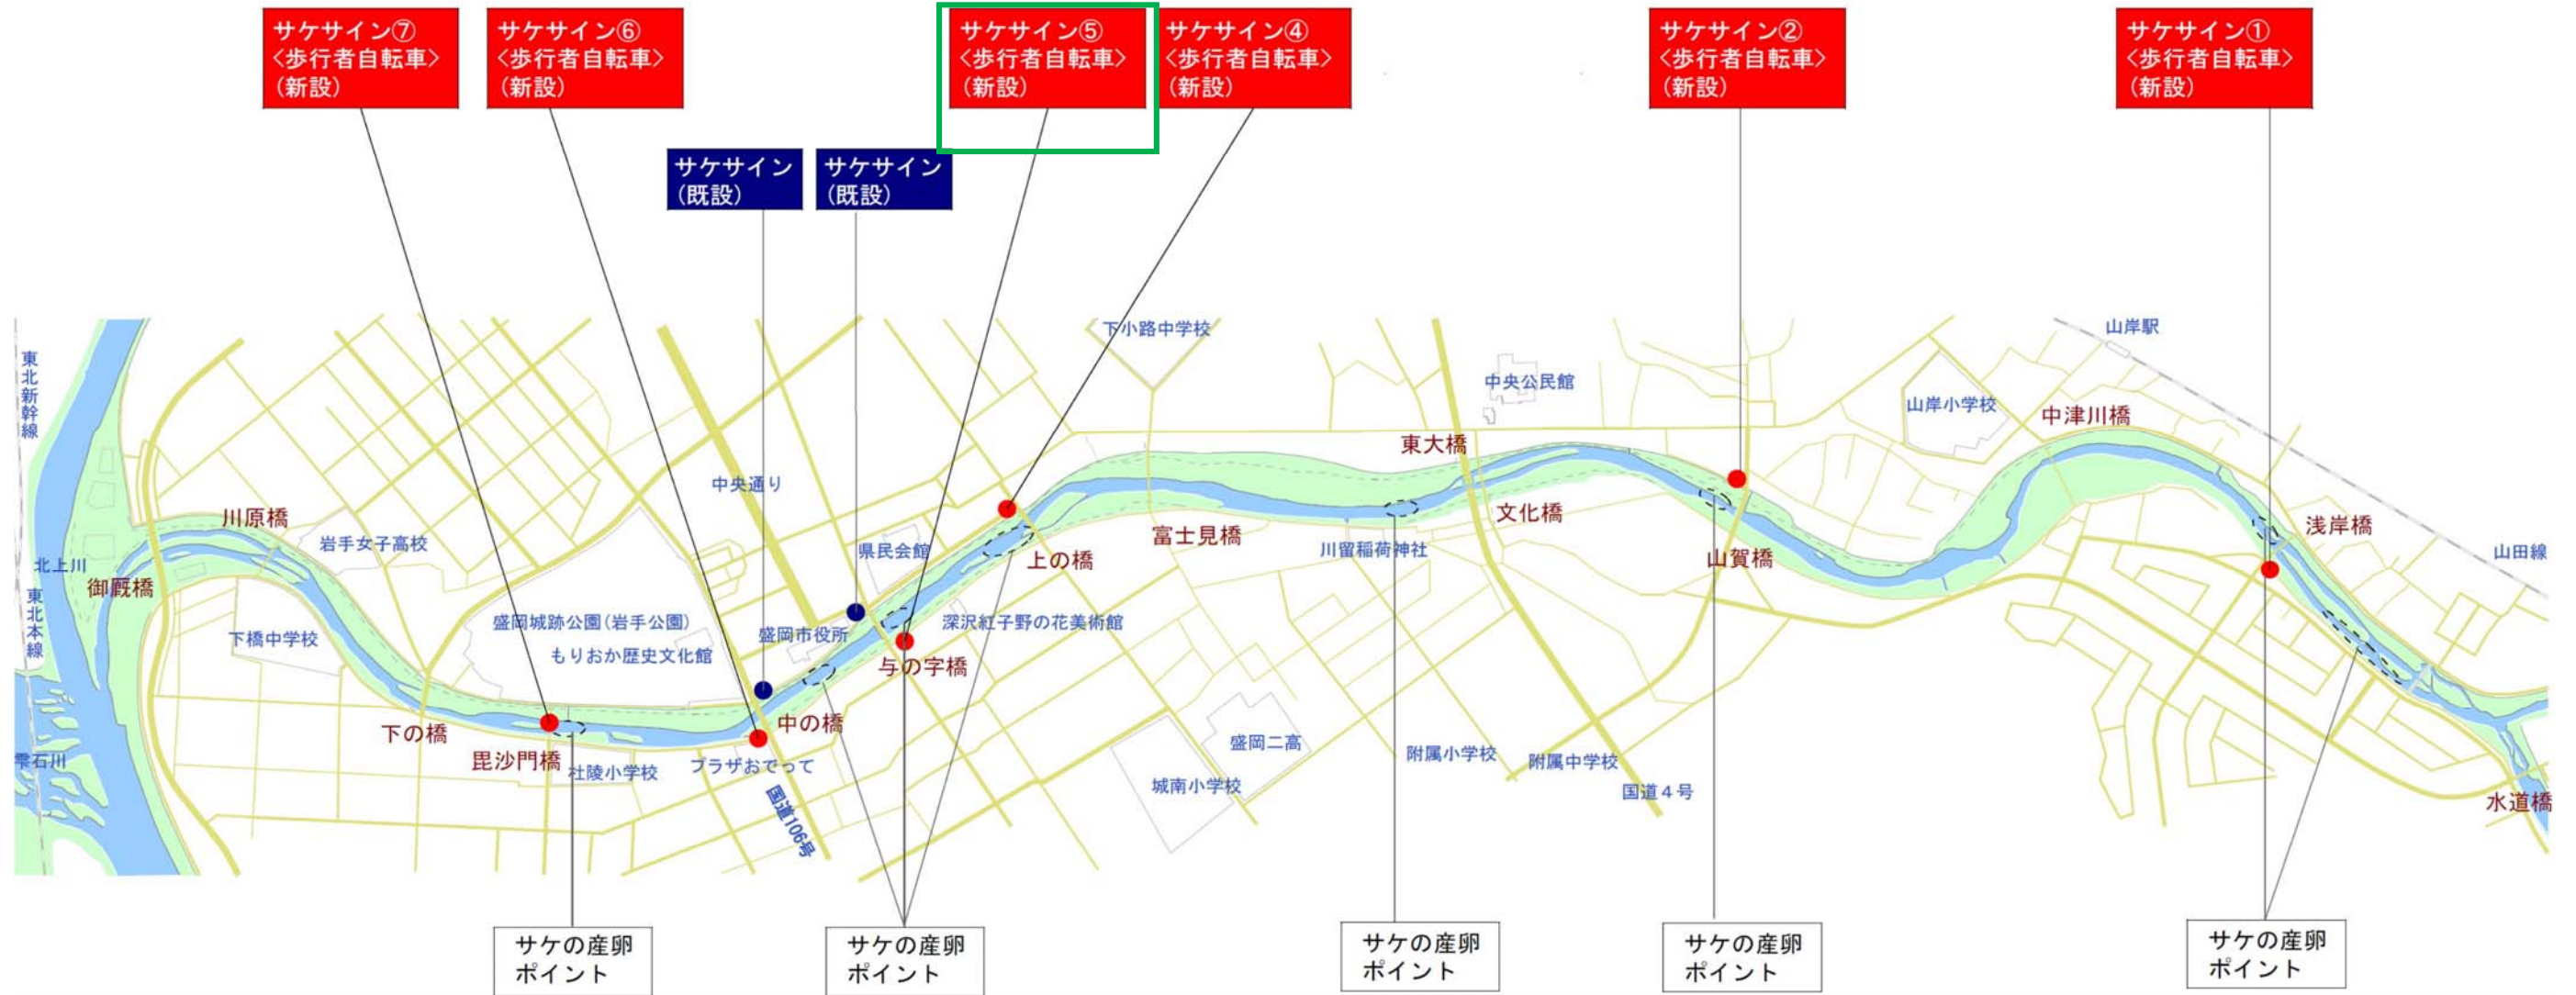 サケサイン⑦
<歩行者自転車>
(新設)
サケサイン⑥
<歩行者自転車>
(新設)
サケサイン⑤
<歩行者自転車>
(新設)
サケサイン④
<歩行者自転車>
(新設)
サケサイン②
<歩行者自転車>
(新設)
サケサイン①
<歩行者自転車>
(新設)
サケサイン
(既設)
サケサイン
(既設)
下小路中学校
山岸駅
東北新幹線
中央公民館
山岸小学校
中津川橋
東大橋
中央通り
川原橋
岩手女子高校
県民会館
上の橋
富士見橋
川留稲荷神社
文化橋
山賀橋
浅岸橋
山田線
北上川
御厩橋
東北本線
下橋中学校
盛岡城跡公園(岩手公園)
もりおか歴史文化館
盛岡市役所
深沢紅子野の花美術館
与の字橋
下の橋
毘沙門橋
中の橋
杜陵小学校
プラザおでって
雫石川
国道106号
盛岡二高
城南小学校
附属小学校
附属中学校
国道4号
水道橋
サケの産卵
ポイント
サケの産卵
ポイント
サケの産卵
ポイント
サケの産卵
ポイント
サケの産卵
ポイント